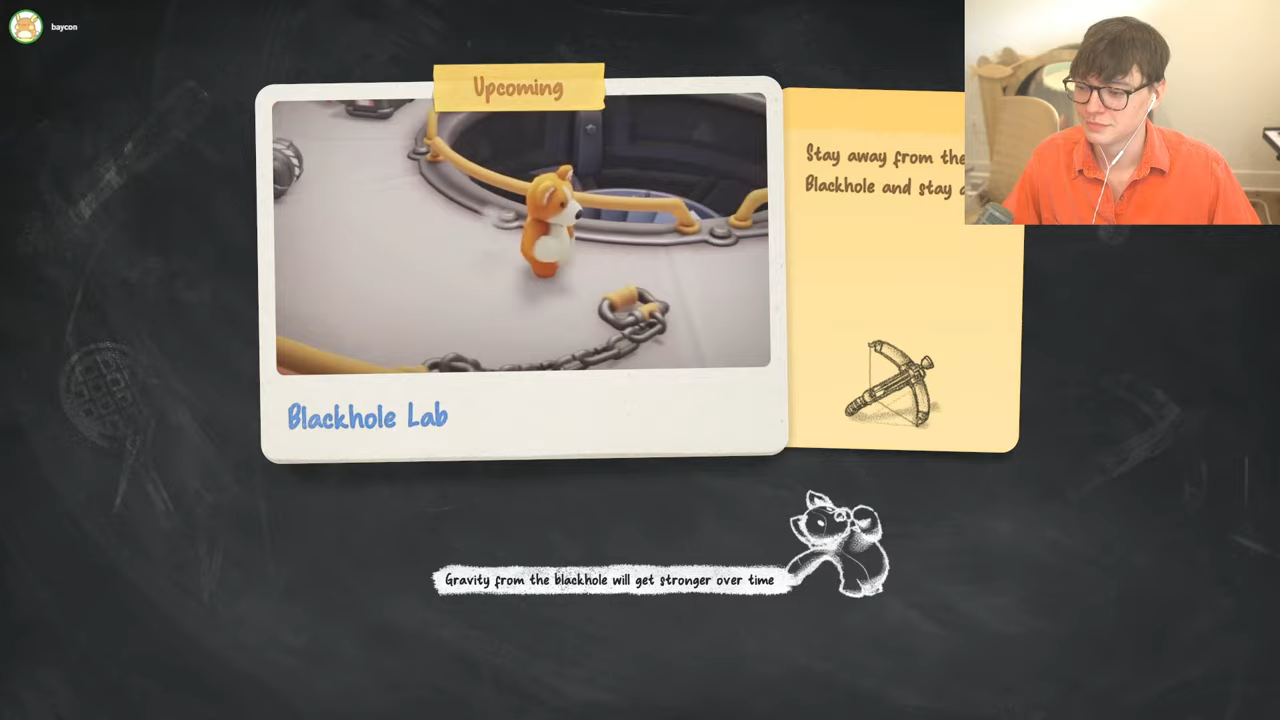 baycon
Upcoming
Stay away from the
Blackhole and stay
Blackhole Lab
Gravity from the blackhole will get stronger over time